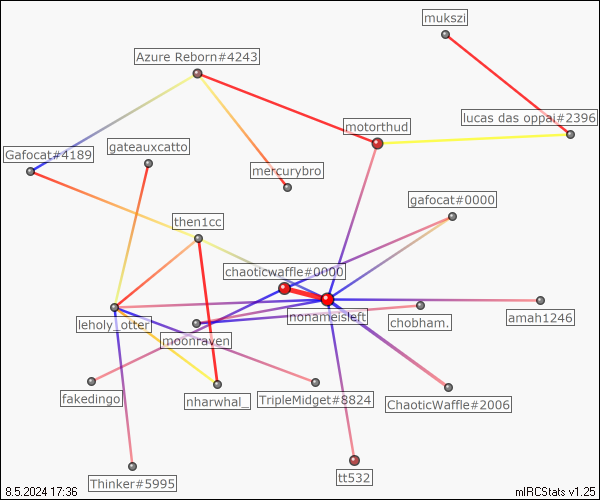 mukszi
Azure Reborn#4243
lucas das oppai#2396
motorthud
Gafocat#4189
gateauxcatto
mercurybro
gafocat#0000
then1cc
chaoticwaffle#0000
nonameisleft
amah1246
leholy_otter
chobham.
moonraven
fakedingo
nharwhal_
TripleMidget#8824
ChaoticWaffle#2006
Thinker#5995
tt532
8.5.2024 17:36
mIRCStats v1.25